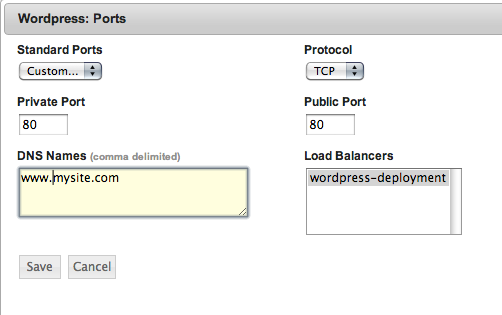 Wordpress: Ports
Standard Ports
Protocol
Custom...
TCP
Private Port
Public Port
80
80
DNS Names (comma delimited)
Load Balancers
www.mysite.com
wordpress-deployment
Save
Cancel